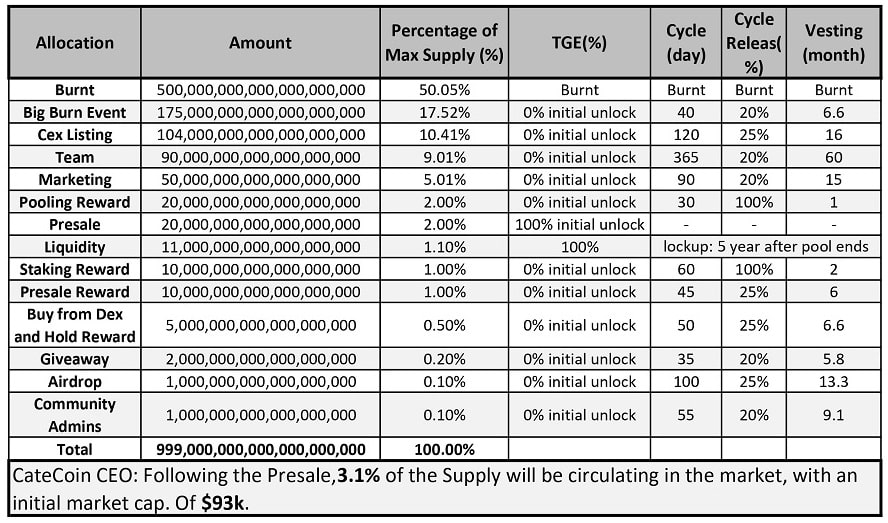 Allocation Amount Percentage of Max Supply (%) TGE(%) Cycle (day) Cycle Releas( %) Vesting (month)
Burnt 500,000,000,000,000,000,000 50.05% Burnt Burnt Burnt Burnt
Big Burn Event 175,000,000,000,000,000,000 17.52% 0% initial unlock 40 20% 6.6
Cex Listing 104,000,000,000,000,000,000 10.41% 0% initial unlock 120 25% 16
Team 90,000,000,000,000,000,000 9.01% 0% initial unlock 365 20% 60
Marketing 50,000,000,000,000,000,000 5.01% 0% initial unlock 90 20% 15
Pooling Reward 20,000,000,000,000,000,000 2.00% 0% initial unlock 30 100% 1
Presale 20,000,000,000,000,000,000 2.00% 100% initial unlock - - -
Liquidity 11,000,000,000,000,000,000 1.10% 100% lockup: 5 year after pool ends
Staking Reward 10,000,000,000,000,000,000 1.00% 0% initial unlock 60 100% 2
Presale Reward 10,000,000,000,000,000,000 1.00% 0% initial unlock 45 25% 6
Buy from Dex and Hold Reward 5,000,000,000,000,000,000 0.50% 0% initial unlock 50 25% 6.6
Giveaway 2,000,000,000,000,000,000 0.20% 0% initial unlock 35 20% 5.8
Airdrop 1,000,000,000,000,000,000 0.10% 0% initial unlock 100 25% 13.3
Community Admins 1,000,000,000,000,000,000 0.10% 0% initial unlock 55 20% 9.1
Total 999,000,000,000,000,000,000 100.00%
CateCoin CEO: Following the Presale,3.1% of the Supply will be circulating in the market, with an
initial market cap. Of $93k.